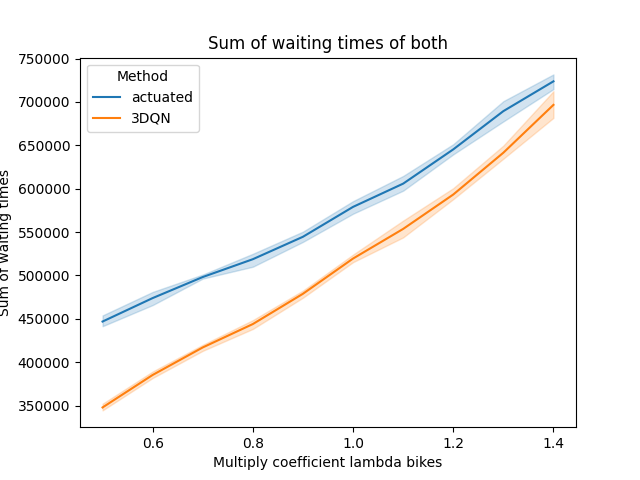 Sum of waiting times of both
750000
700000
650000
600000
550000
500000
450000
400000
350000
Sum of waiting times
Method
actuated
3DQN
0.6
0.8
1.0
1.2
1.4
Multiply coefficient lambda bikes